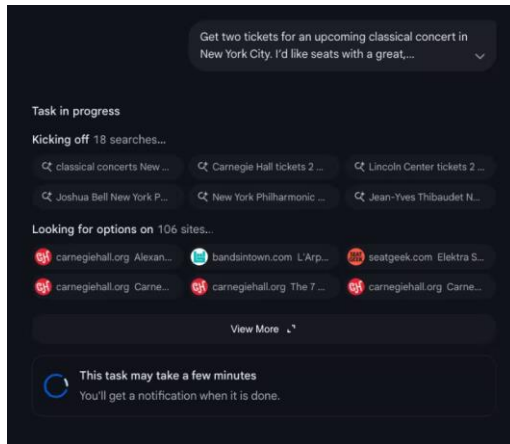 Get two tickets for an upcoming classical concert in
New York City. I'd like seats with a great,...
Task in progress
Kicking off 18 searches...
classical concerts New ...
Carnegie Hall tickets 2 ...
Lincoln Center tickets 2 ...
Joshua Bell New York P...
New York Philharmonic ...
Jean-Yves Thibaudet N...
Looking for options on 106 sites...
carnegiehall.org Alexan...
bandsintown.com L'Arp...
SEAT GEEK seatgeek.com Elektra S...
carnegiehall.org Carne...
carnegiehall.org The 7 ...
carnegiehall.org Carne...
View More
This task may take a few minutes
You'll get a notification when it is done.